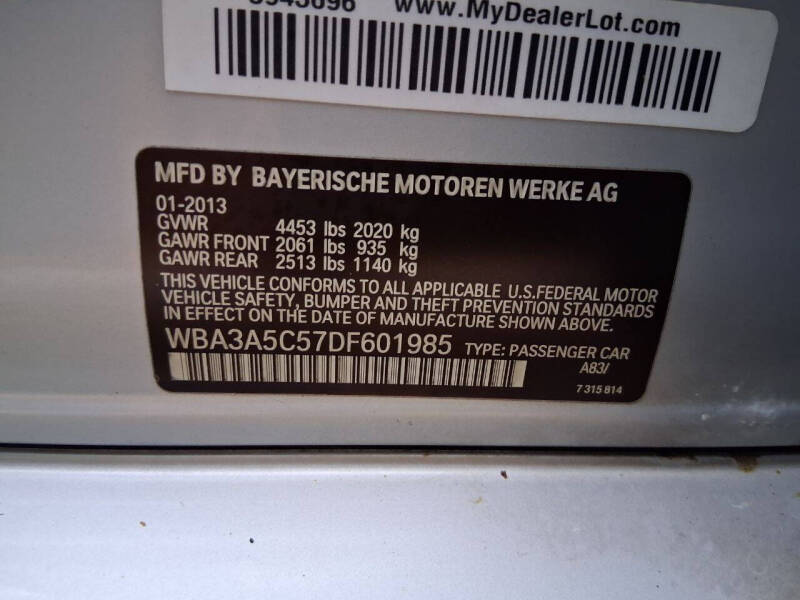 www.MyDealerLot.com
MFD BY BAYERISCHE MOTOREN WERKE AG
01-2013
GVWR 4453 lbs 2020 kg
GAWR FRONT 2061 lbs 935 kg
GAWR REAR 2513 lbs 1140 kg
THIS VEHICLE CONFORMS TO ALL APPLICABLE U.S.FEDERAL MOTOR
VEHICLE SAFETY, BUMPER AND THEFT PREVENTION STANDARDS
IN EFFECT ON THE DATE OF MANUFACTURE SHOWN ABOVE.
WBA3A5C57DF601985 TYPE: PASSENGER CAR
A83/
7 315 814